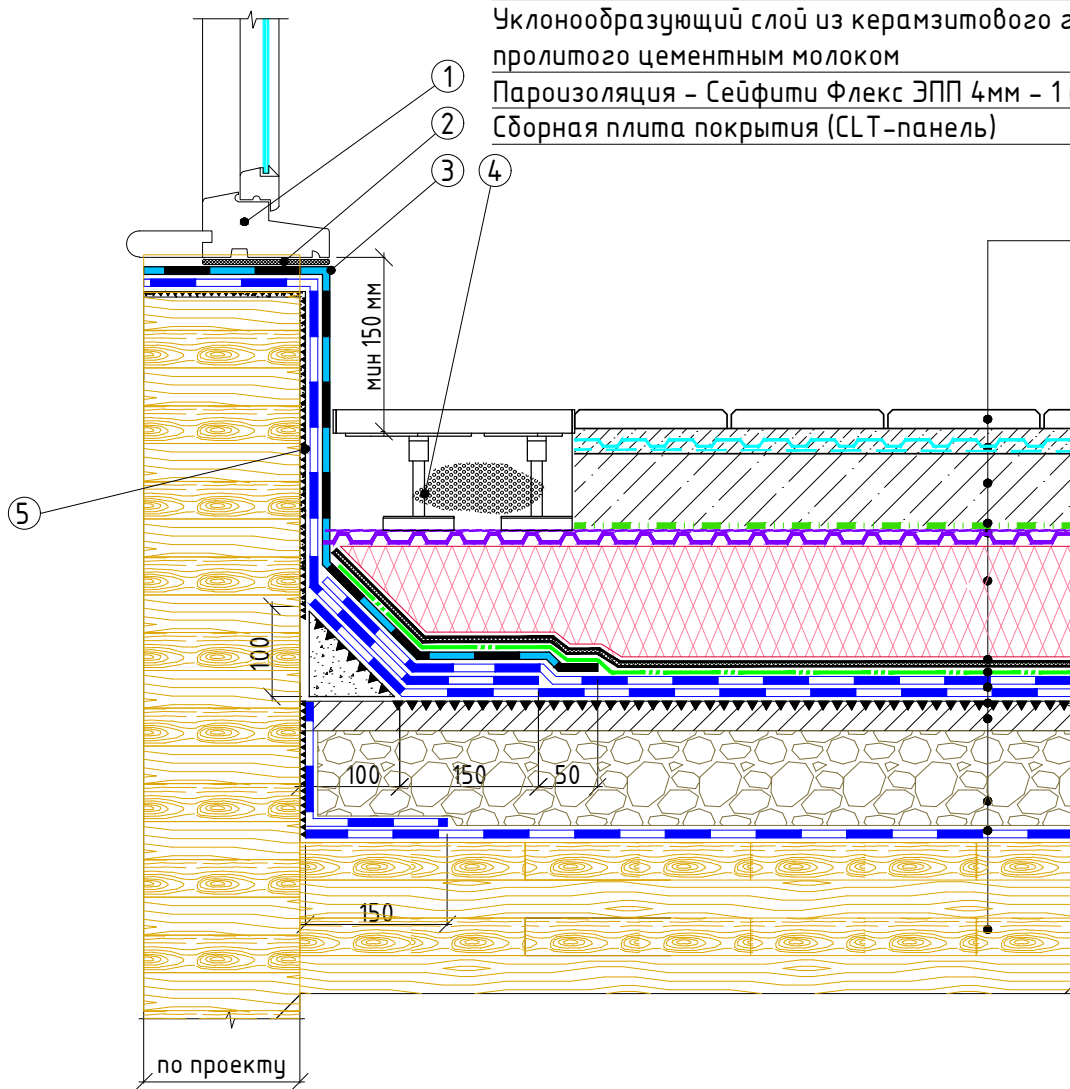 Уклонообразующий слой из керамзитового
пролитого цементным молоком
Пароизоляция - Сейфити Флекс ЭПП 4мм - 1
Сборная плита покрытия (CLT-панель)
1
2
3
4
мин 150 мм
5
100
100
150
50
150
по проекту